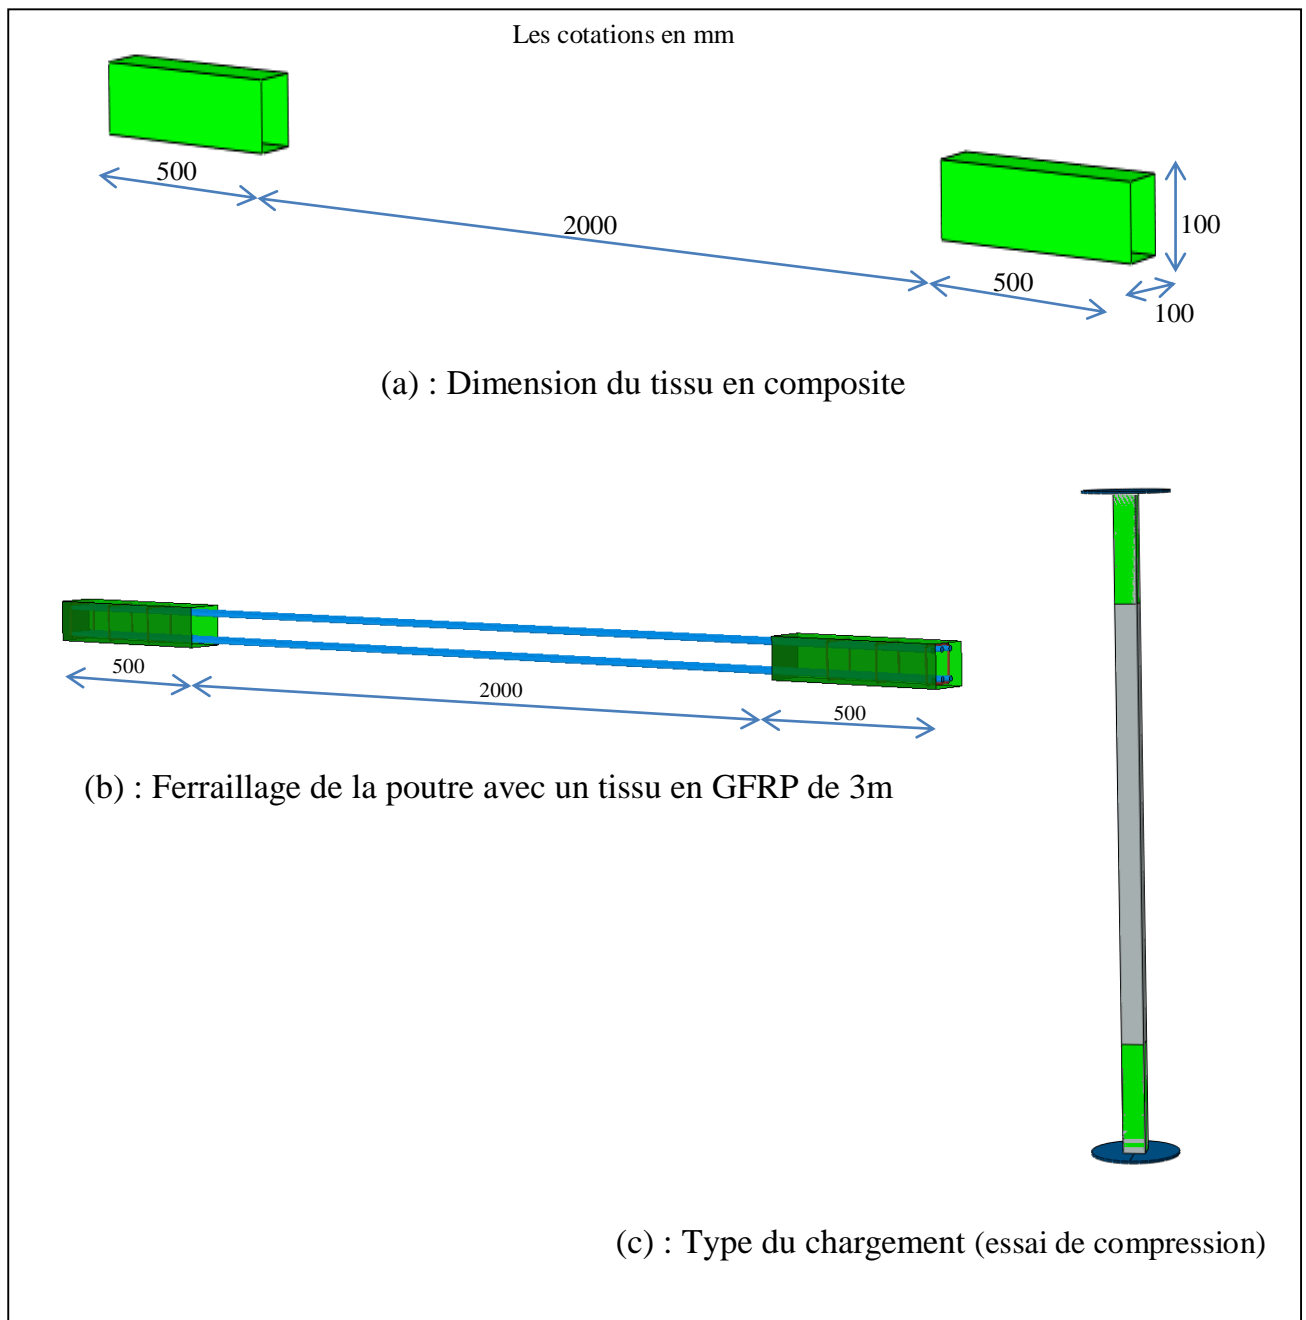 Les cotations en mm
500
2000
100
500
100
(a) : Dimension du tissu en composite
500
2000
500
(b) : Ferraillage de la poutre avec un tissu en GFRP de 3m
(c) : Type du chargement (essai de compression)